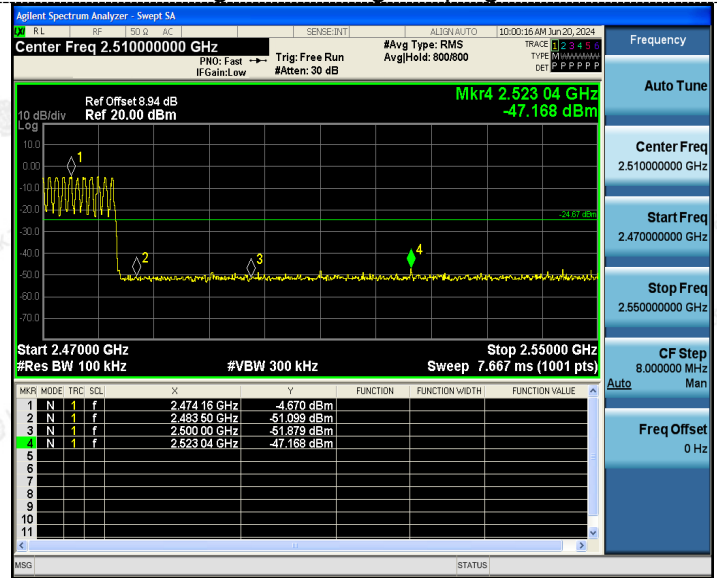 Agilent Spectrum Analyzer - Swept SA
LXI RL RF 50 Ω AC SENSE:INT ALIGN AUTO 10:00:16 AM Jun 20, 2024
Center Freq 2.510000000 GHz
PNO: Fast
IFGain:Low
Trig: Free Run
#Atten: 30 dB
#Avg Type: RMS
Avg|Hold: 800/800
TRACE 1 2 3 4 5 6
TYPE M
DET P P P P P P
Ref Offset 8.94 dB
Ref 20.00 dBm
Mkr4 2.523 04 GHz
-47.168 dBm
10 dB/div
Log
10.0
0.00
-10.0
-20.0
-30.0
-40.0
-50.0
-60.0
-70.0
1
2
3
4
-24.67 dBm
Start 2.47000 GHz
Stop 2.55000 GHz
#Res BW 100 kHz
#VBW 300 kHz
Sweep 7.667 ms (1001 pts)
MKR MODE TRC SCL X Y FUNCTION FUNCTION WIDTH FUNCTION VALUE
1 N 1 f 2.474 16 GHz -4.670 dBm
2 N 1 f 2.483 50 GHz -51.099 dBm
3 N 1 f 2.500 00 GHz -51.879 dBm
4 N 1 f 2.523 04 GHz -47.168 dBm
5
6
7
8
9
10
11
MSG
STATUS
Frequency
Auto Tune
Center Freq
2.510000000 GHz
Start Freq
2.470000000 GHz
Stop Freq
2.550000000 GHz
CF Step
8.000000 MHz
Auto Man
Freq Offset
0 Hz